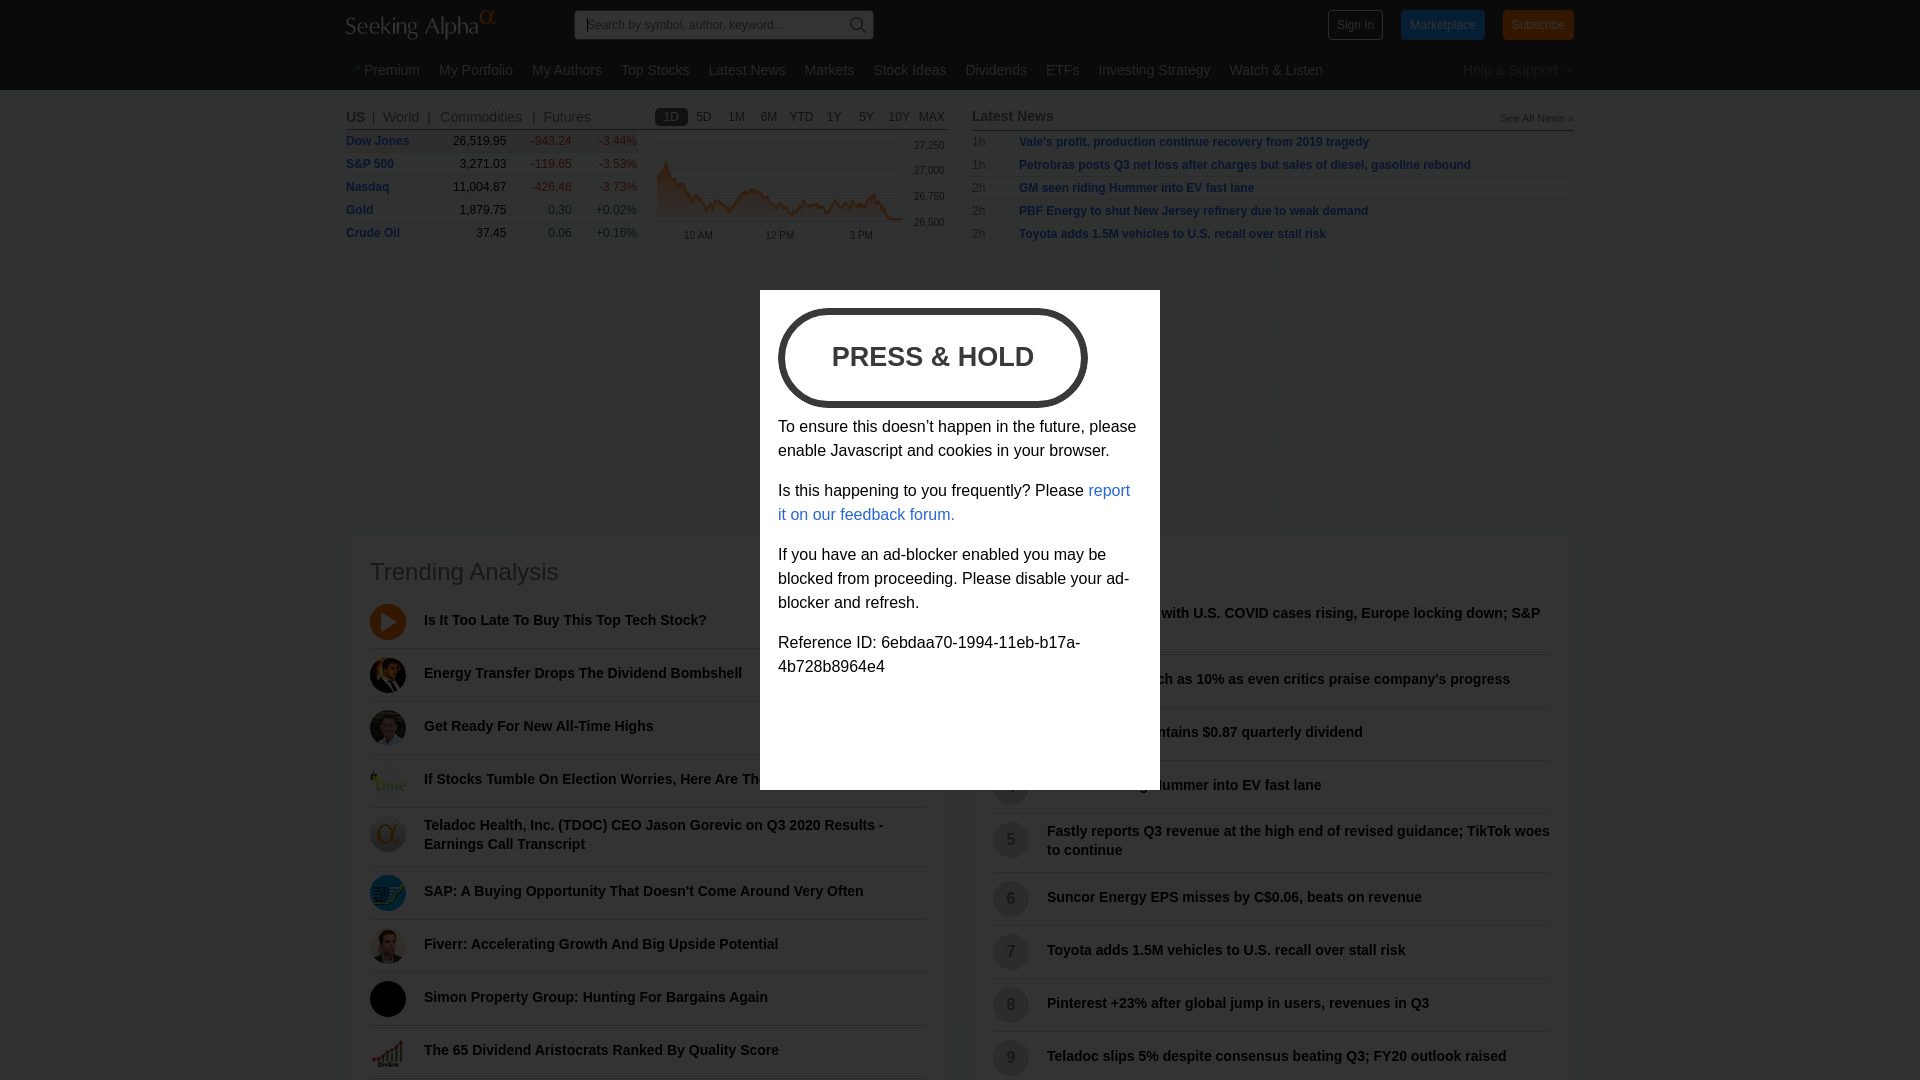 Seeking Alpha α
Search by symbol, author, keyword…
Sign In
Marketplace
Subscribe
Premium
My Portfolio
My Authors
Top Stocks
Latest News
Markets
Stock Ideas
Dividends
ETFs
Investing Strategy
Watch & Listen
Help & Support
US | World | Commodities | Futures
Dow Jones 26,519.95 -943.24 -3.44%
S&P 500 3,271.03 -119.65 -3.53%
Nasdaq 11,004.87 -426.48 -3.73%
Gold 1,879.75 0.30 +0.02%
Crude Oil 37.45 0.06 +0.16%
1D 5D 1M 6M YTD 1Y 5Y 10Y MAX
27,250
27,000
26,750
26,500
10 AM 12 PM 3 PM
Latest News
See All News »
1h Vale's profit, production continue recovery from 2019 tragedy
1h Petrobras posts Q3 net loss after charges but sales of diesel, gasoline rebound
2h GM seen riding Hummer into EV fast lane
2h PBF Energy to shut New Jersey refinery due to weak demand
2h Toyota adds 1.5M vehicles to U.S. recall over stall risk
PRESS & HOLD
To ensure this doesn’t happen in the future, please
enable Javascript and cookies in your browser.
Is this happening to you frequently? Please report
it on our feedback forum.
If you have an ad-blocker enabled you may be
blocked from proceeding. Please disable your ad-
blocker and refresh.
Reference ID: 6ebdaa70-1994-11eb-b17a-
4b728b8964e4
Trending Analysis
Is It Too Late To Buy This Top Tech Stock?
Energy Transfer Drops The Dividend Bombshell
Get Ready For New All-Time Highs
time
If Stocks Tumble On Election Worries, Here Are
α
Teladoc Health, Inc. (TDOC) CEO Jason Gorevic on Q3 2020 Results -
Earnings Call Transcript
SAP: A Buying Opportunity That Doesn't Come Around Very Often
Fiverr: Accelerating Growth And Big Upside Potential
Simon Property Group: Hunting For Bargains Again
DivGro
The 65 Dividend Aristocrats Ranked By Quality Score
with U.S. COVID cases rising, Europe locking down; S&P
as 10% as even critics praise company's progress
$0.87 quarterly dividend
into EV fast lane
5 Fastly reports Q3 revenue at the high end of revised guidance; TikTok woes
to continue
6 Suncor Energy EPS misses by C$0.06, beats on revenue
7 Toyota adds 1.5M vehicles to U.S. recall over stall risk
8 Pinterest +23% after global jump in users, revenues in Q3
9 Teladoc slips 5% despite consensus beating Q3; FY20 outlook raised